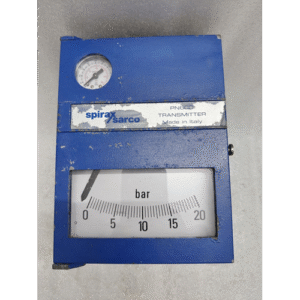 spirax
sarco
TRANSMITTER
Made in Italy
bar
0 5 10 15 20